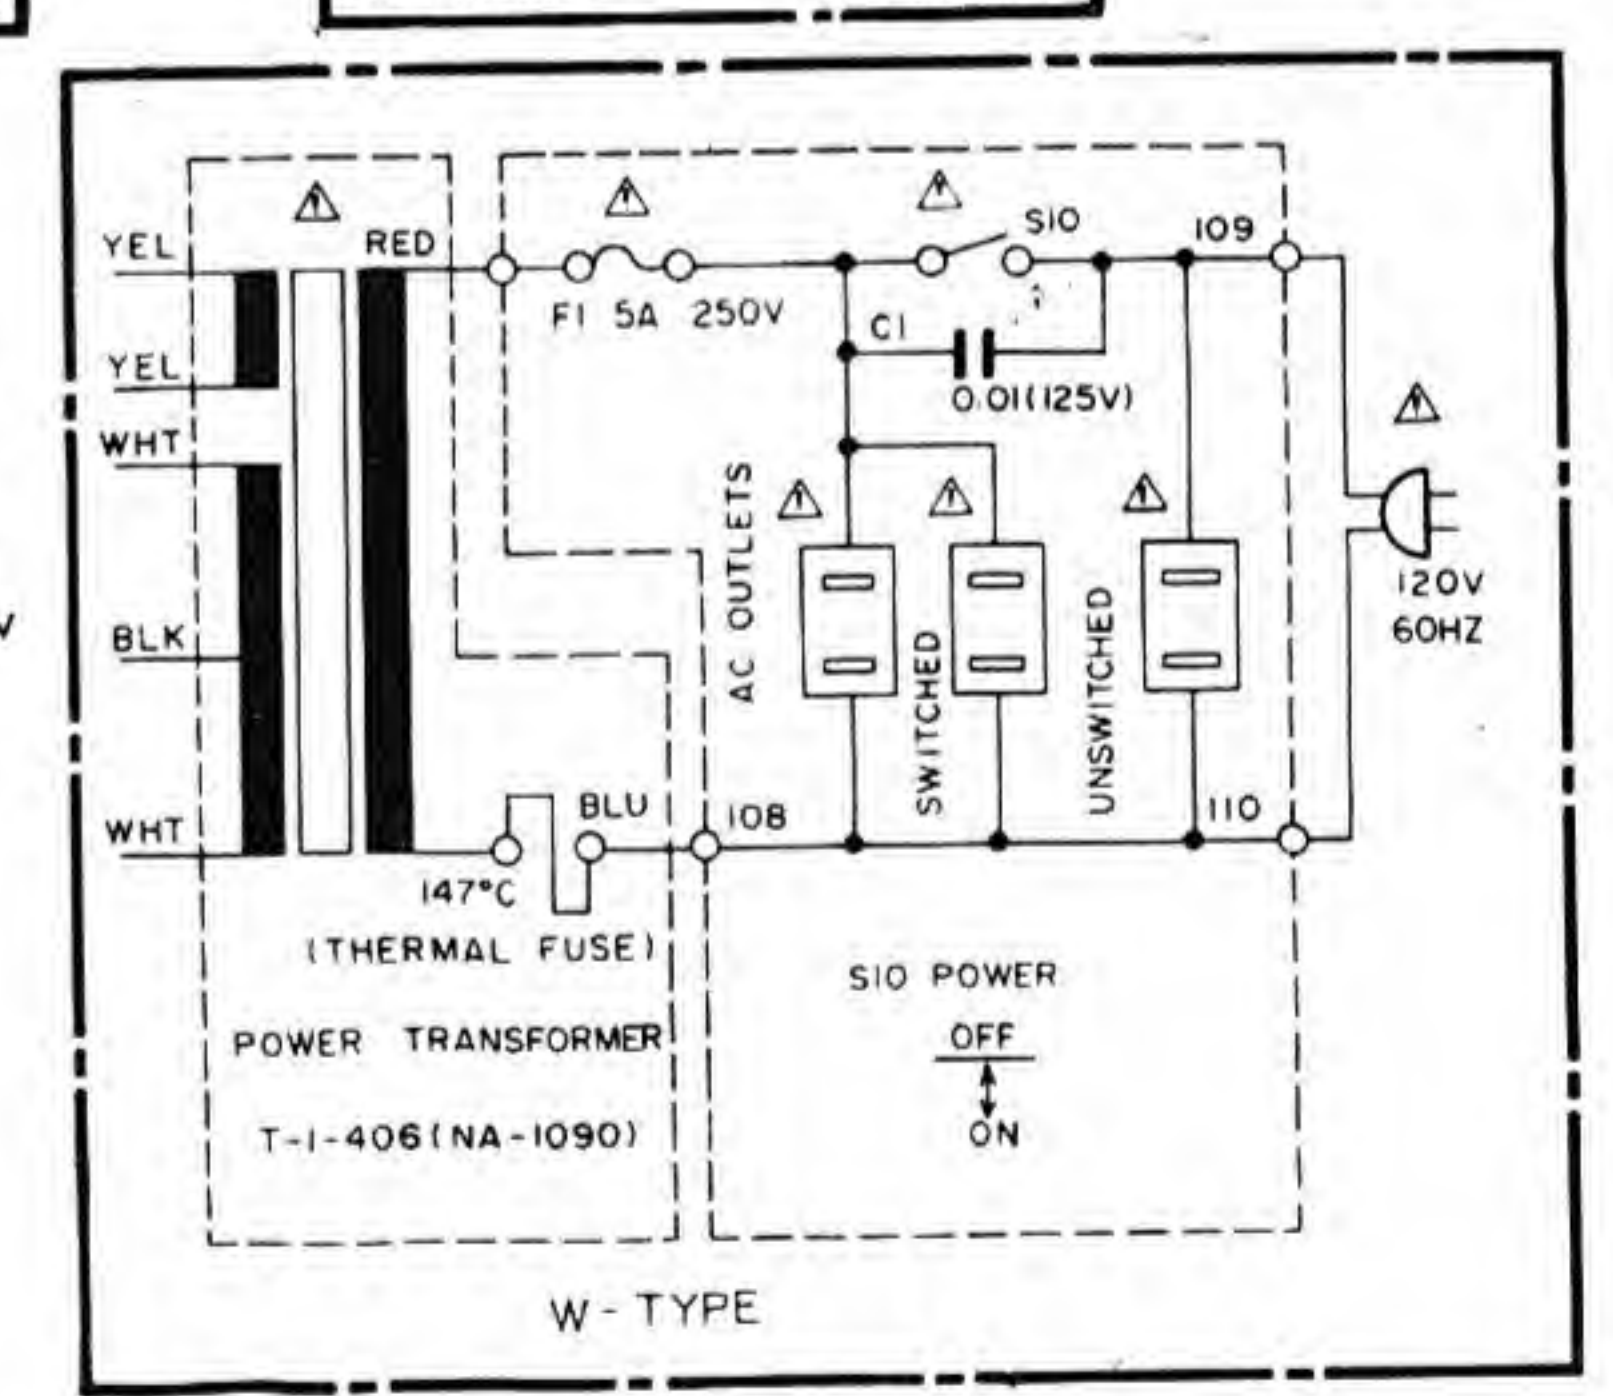 YEL
RED
S10
109
F1 5A 250V
C1
0.01(125V)
YEL
WHT
AC OUTLETS
SWITCHED
UNSWITCHED
120V
60HZ
V
BLK
WHT
BLU
108
110
147°C
(THERMAL FUSE)
POWER TRANSFORMER
T-1-406(NA-1090)
S10 POWER
OFF
ON
W-TYPE